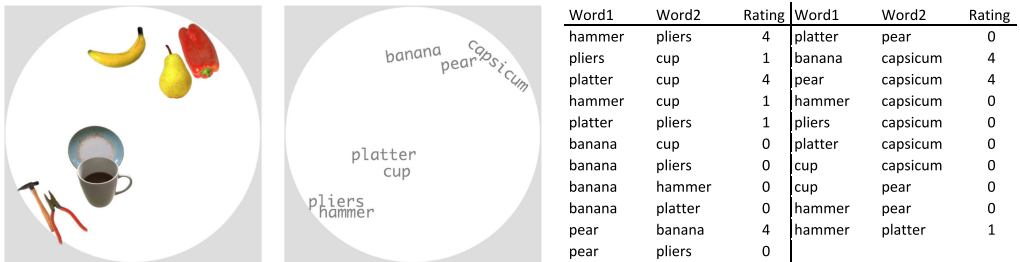 banana
capsicum
pear
platter
cup
pliers
hammer
Word1 Word2 Rating Word1 Word2 Rating
hammer pliers 4 platter pear 0
pliers cup 1 banana capsicum 4
platter cup 4 pear capsicum 4
hammer cup 1 hammer capsicum 0
platter pliers 1 pliers capsicum 0
banana cup 0 platter capsicum 0
banana pliers 0 cup capsicum 0
banana hammer 0 cup pear 0
banana platter 0 hammer pear 0
pear banana 4 hammer platter 1
pear pliers 0